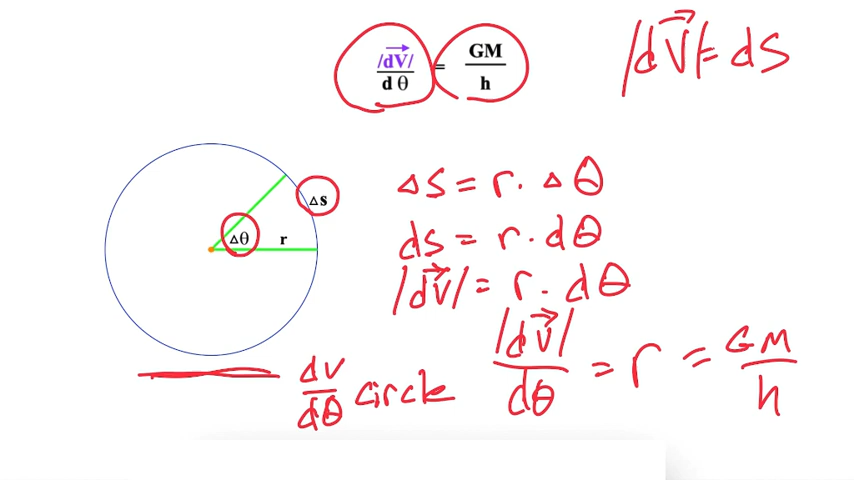 |dV⃗|/dθ = GM/h
|dV⃗| = ds
Δs
Δθ
r
Δs = r · Δθ
ds = r · dθ
|dV⃗| = r · dθ
dv/dθ circle
|dV⃗|/dθ = r = GM/h